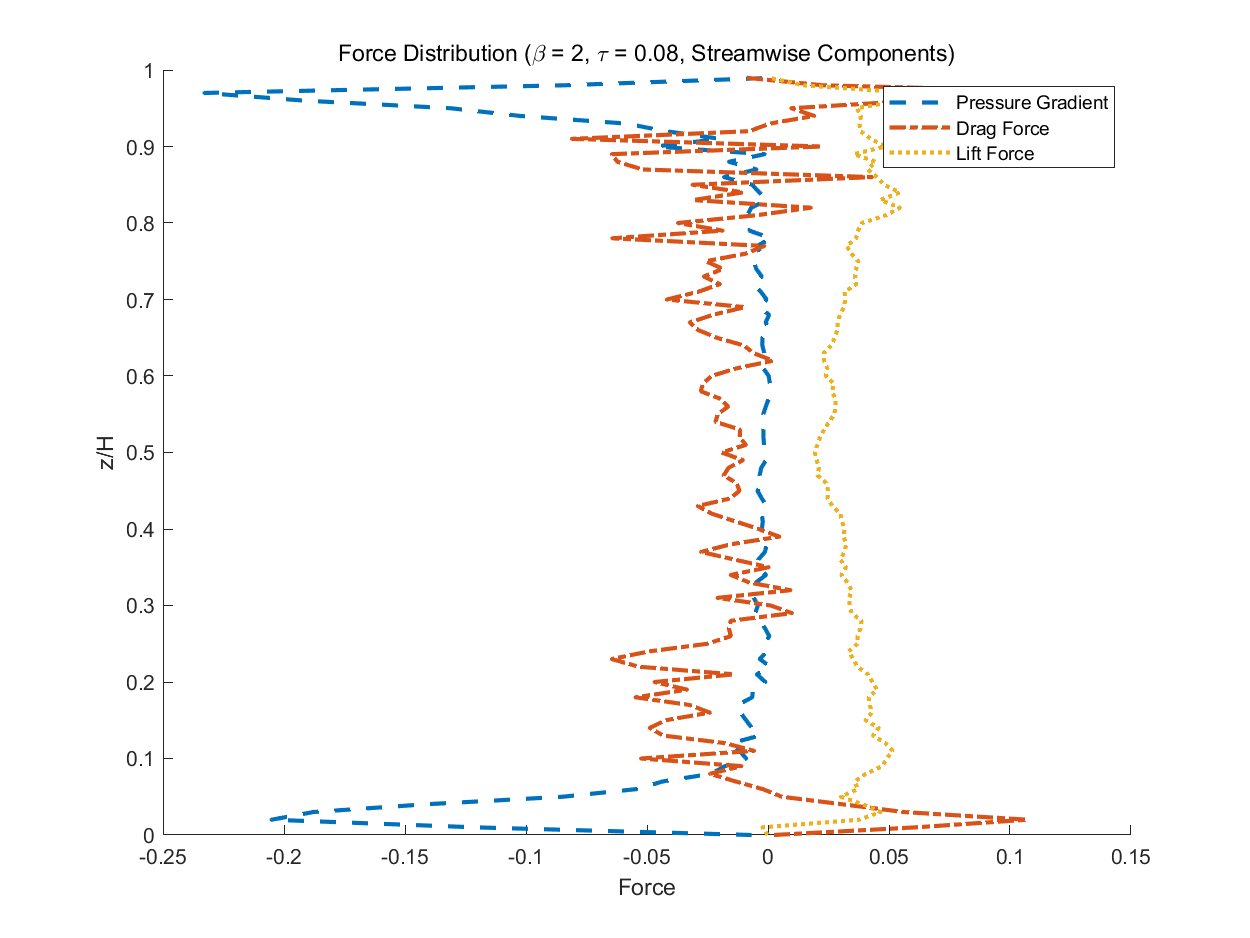 Force Distribution (β = 2, τ = 0.08, Streamwise Components)
1
0.9
0.8
0.7
0.6
0.5
0.4
0.3
0.2
0.1
0
z/H
Pressure Gradient
Drag Force
Lift Force
-0.25 -0.2 -0.15 -0.1 -0.05 0 0.05 0.1 0.15
Force